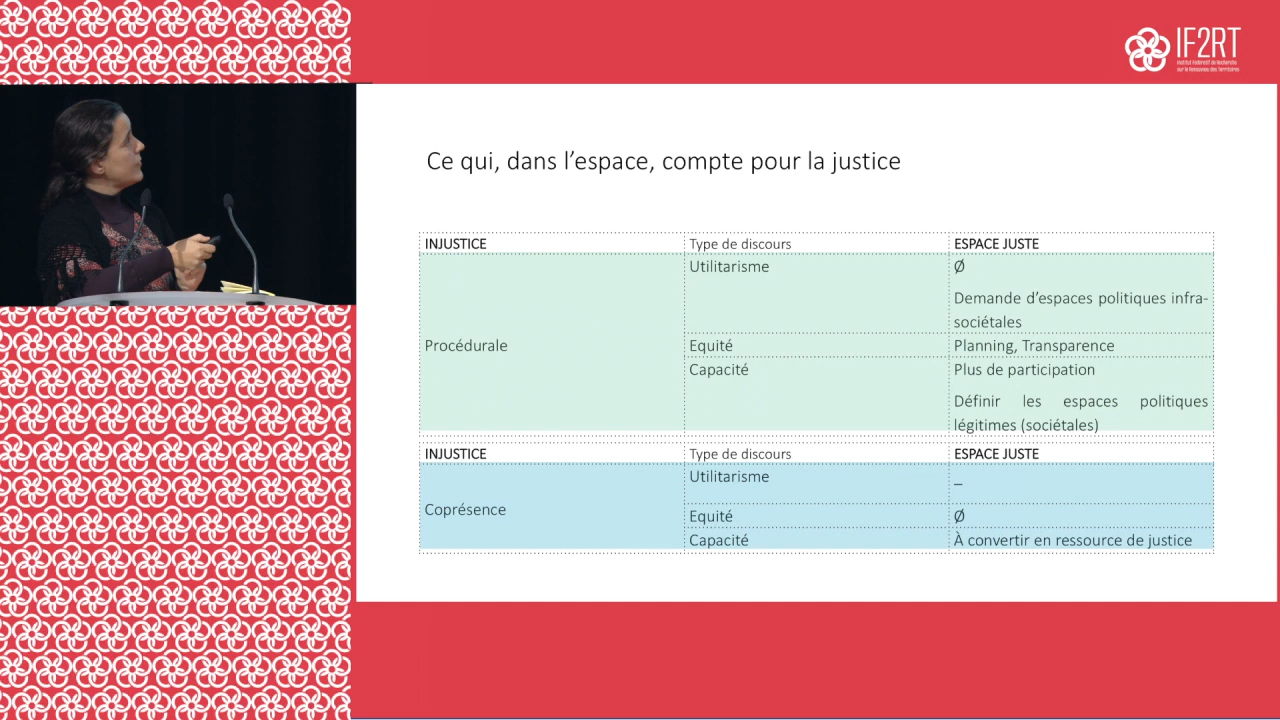 IF2RT
Institut Fédératif de Recherche
sur le Renouveau des Territoires
Ce qui, dans l’espace, compte pour la justice
INJUSTICE Type de discours ESPACE JUSTE
Utilitarisme Ø
Demande d’espaces politiques infra-
sociétales
Procédurale Equité Planning, Transparence
Capacité Plus de participation
Définir les espaces politiques
légitimes (sociétales)
INJUSTICE Type de discours ESPACE JUSTE
Utilitarisme _
Coprésence
Equité Ø
Capacité À convertir en ressource de justice